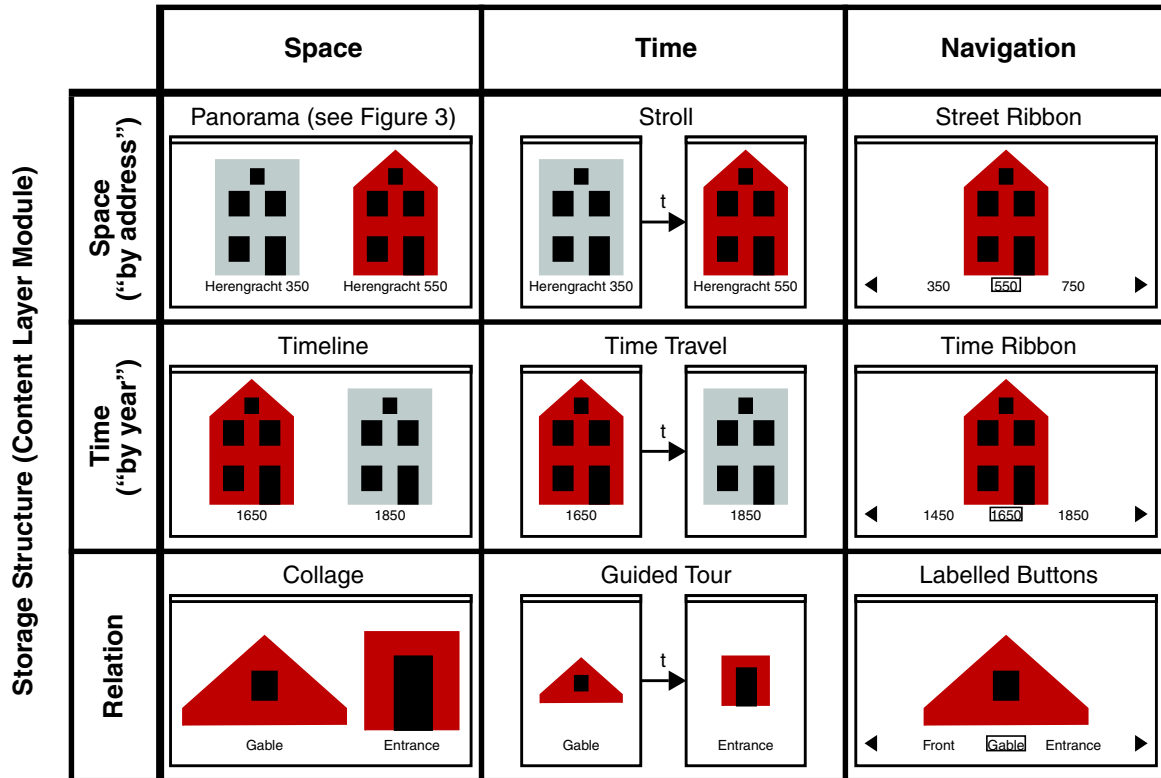 Space
Time
Navigation
Storage Structure (Content Layer Module)
Space
(“by address”)
Panorama (see Figure 3)
Herengracht 350
Herengracht 550
Stroll
t
Herengracht 350
Herengracht 550
Street Ribbon
350
550
750
Time
(“by year”)
Timeline
1650
1850
Time Travel
t
1650
1850
Time Ribbon
1450
1650
1850
Relation
Collage
Gable
Entrance
Guided Tour
t
Gable
Entrance
Labelled Buttons
Front
Gable
Entrance